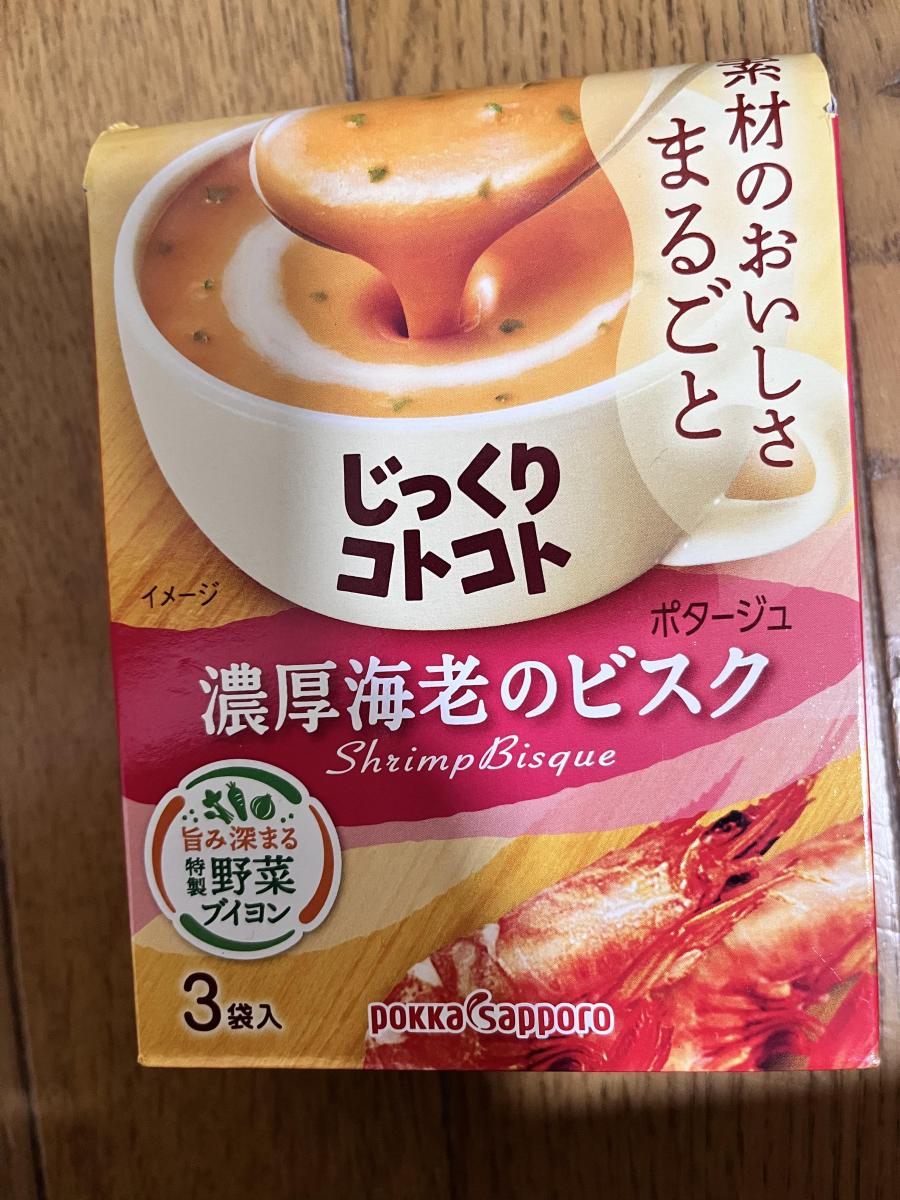 素材のおいしさ
まるごと
じっくり
コトコト
イメージ
ポタージュ
濃厚海老のビスク
Shrimp Bisque
旨み深まる
特製
野菜
ブイヨン
3袋入
pokka sapporo